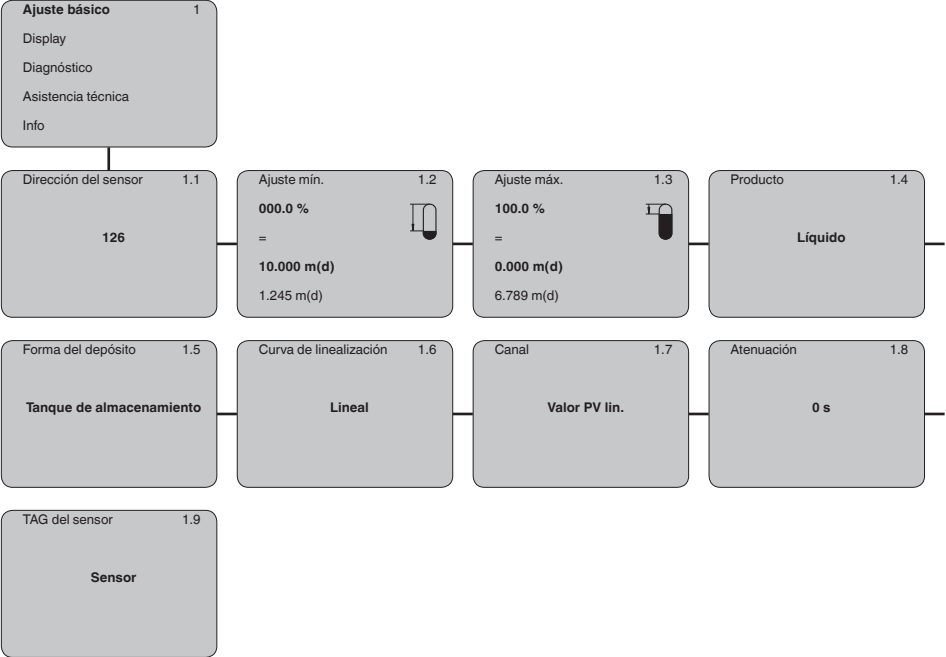 Ajuste básico 1
Display
Diagnóstico
Asistencia técnica
Info
Dirección del sensor 1.1
126
Ajuste mín. 1.2
000.0 %
=
10.000 m(d)
1.245 m(d)
Ajuste máx. 1.3
100.0 %
=
0.000 m(d)
6.789 m(d)
Producto 1.4
Líquido
Forma del depósito 1.5
Tanque de almacenamiento
Curva de linealización 1.6
Lineal
Canal 1.7
Valor PV lin.
Atenuación 1.8
0 s
TAG del sensor 1.9
Sensor